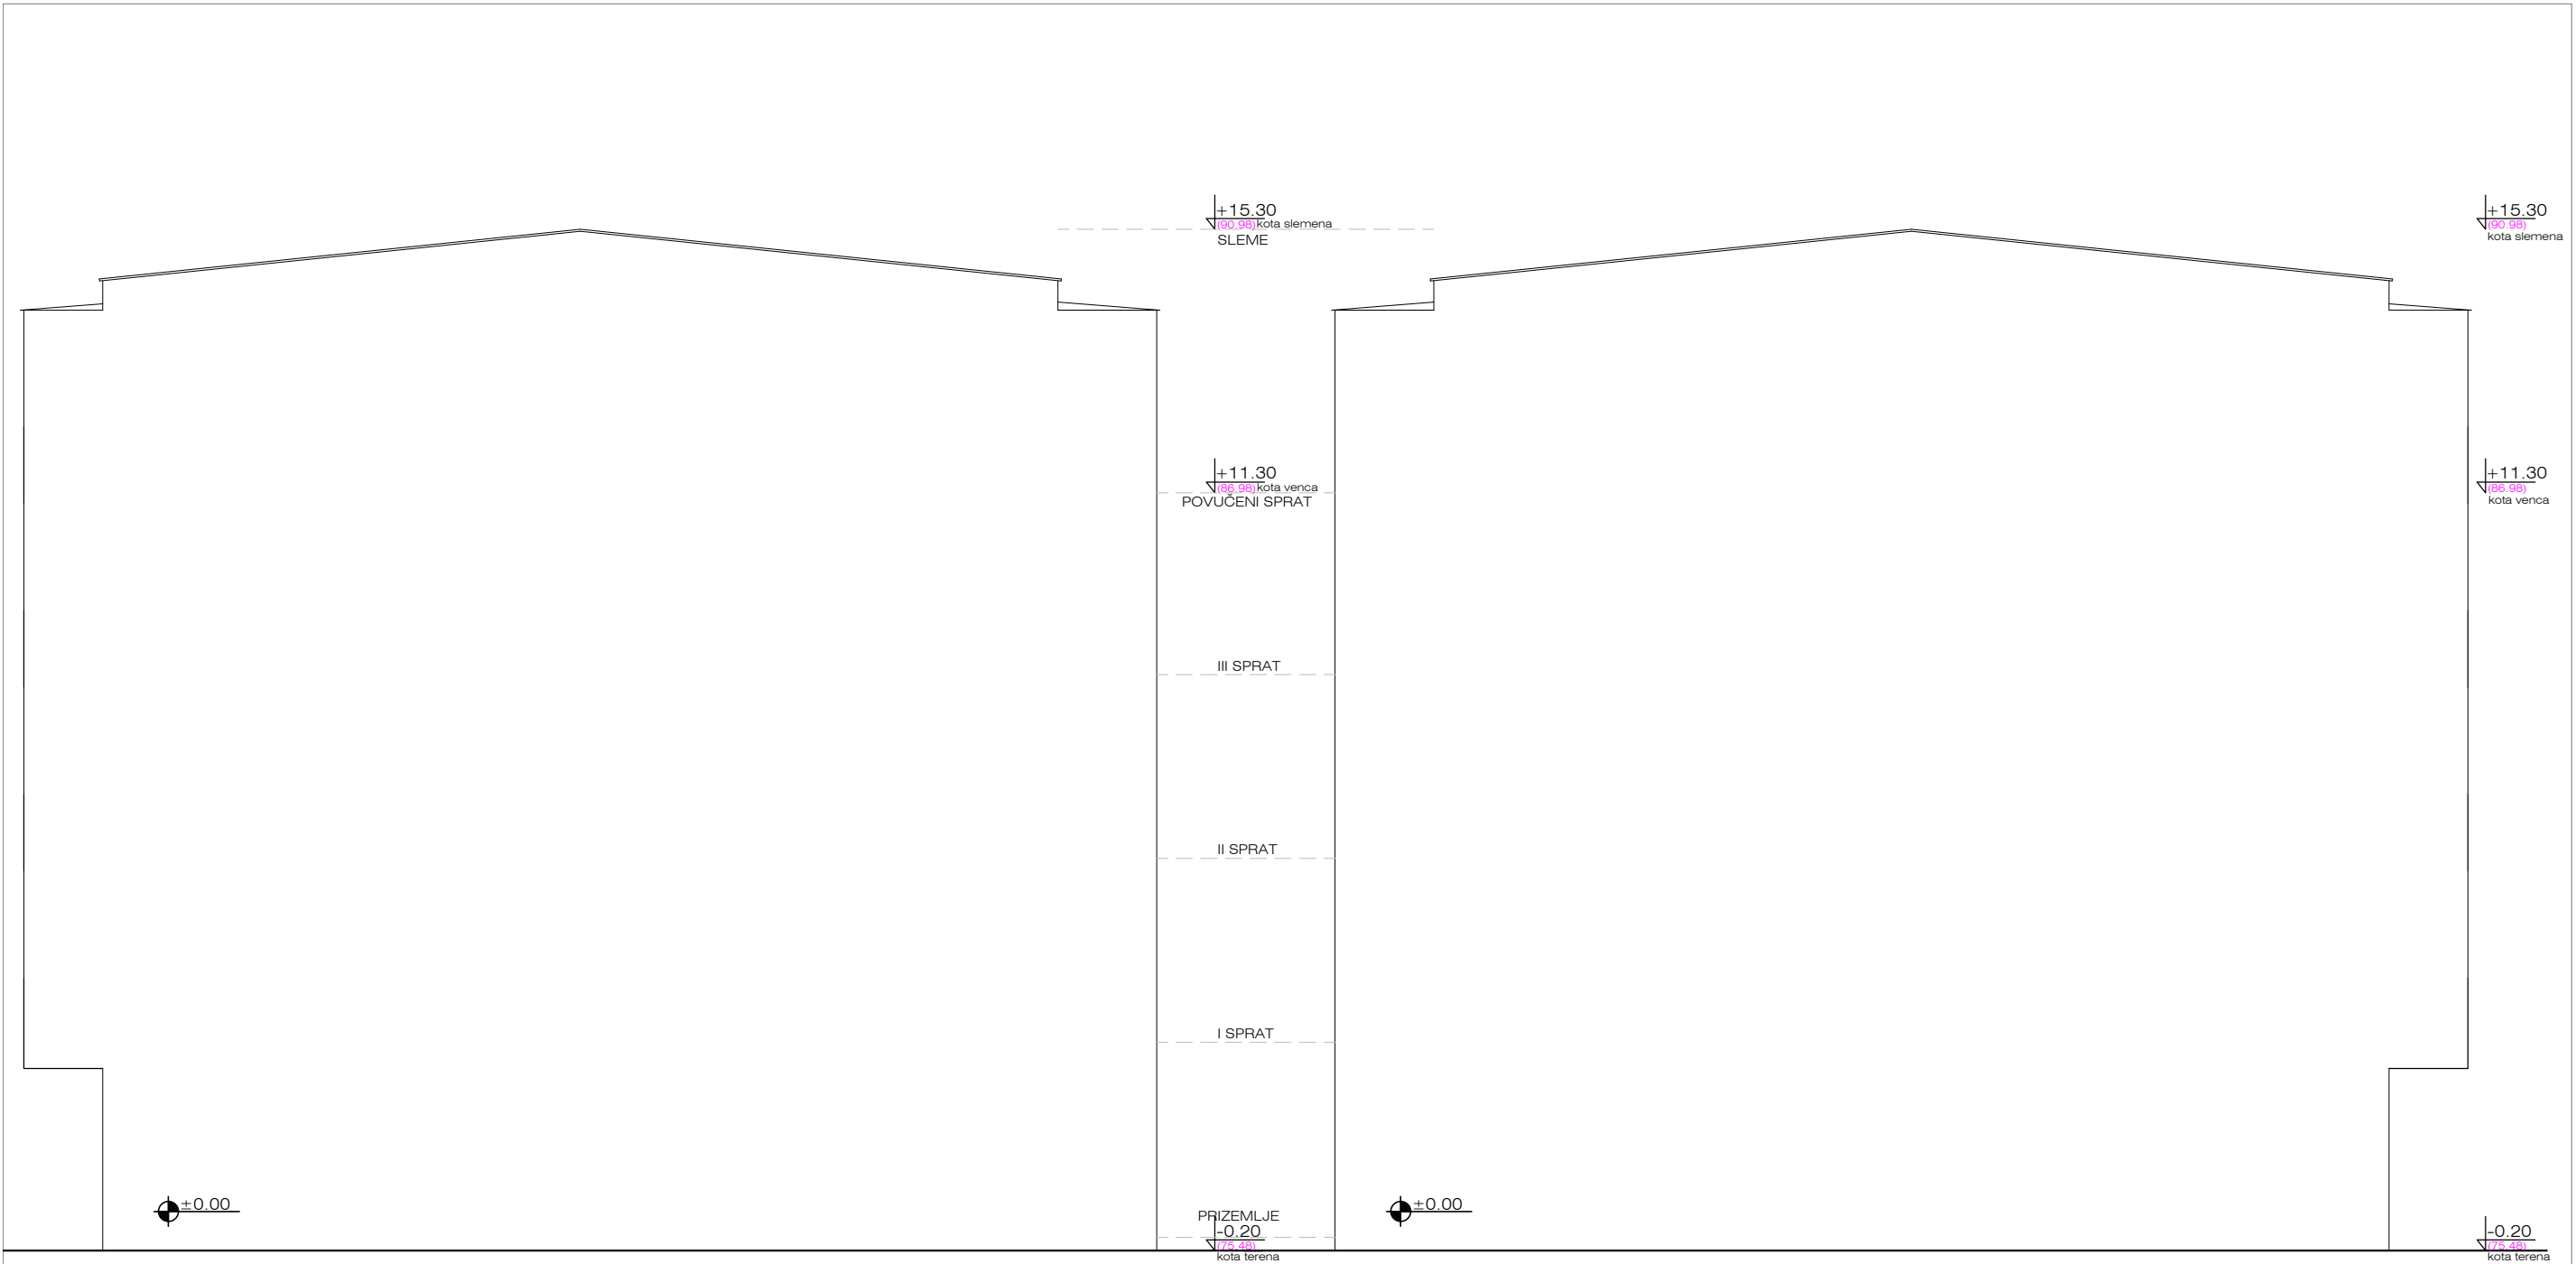 +15.30
(90.98) kota slemena
SLEME
+15.30
(90.98)
kota slemena
+11.30
(86.98) kota venca
POVUČENI SPRAT
+11.30
(86.98)
kota venca
III SPRAT
II SPRAT
I SPRAT
±0.00
PRIZEMLJE
-0.20
(75.48)
kota terena
±0.00
-0.20
(75.48)
kota terena